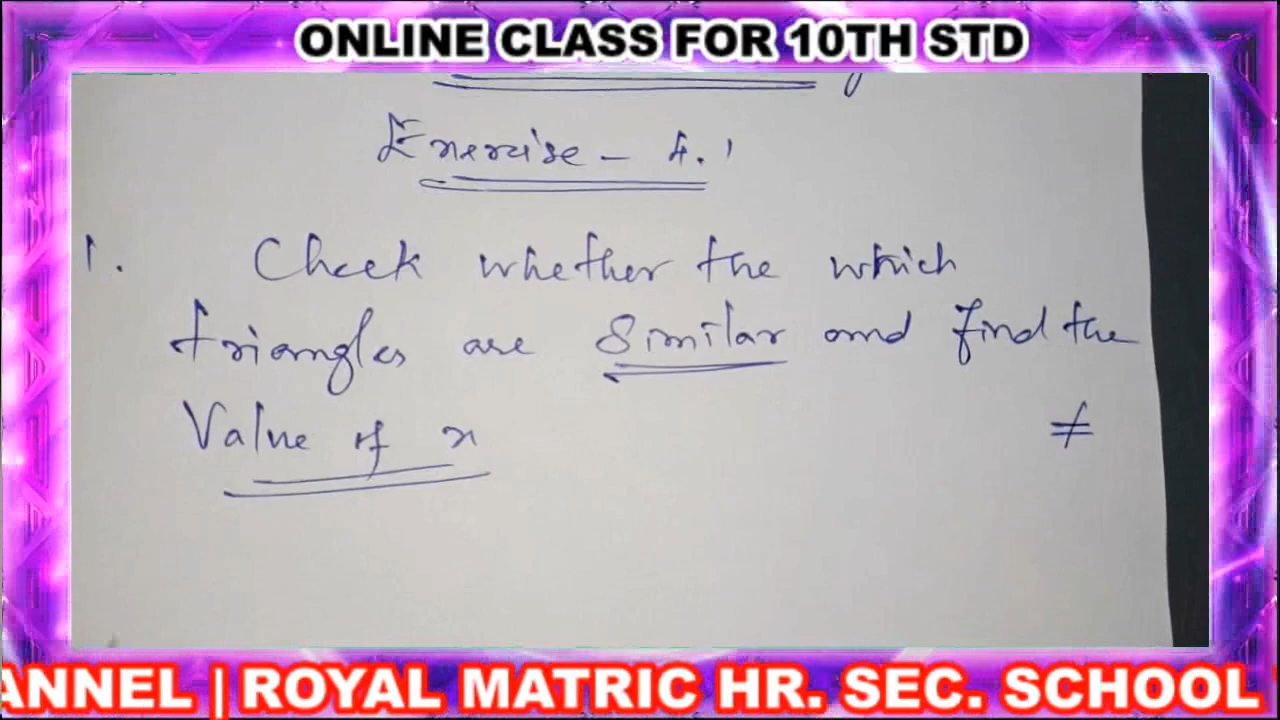 ONLINE CLASS FOR 10TH STD
Exercise - 4.1
1. Check whether the which
triangles are Similar and find the
Value of x
ANNEL | ROYAL MATRIC HR. SEC. SCHOOL